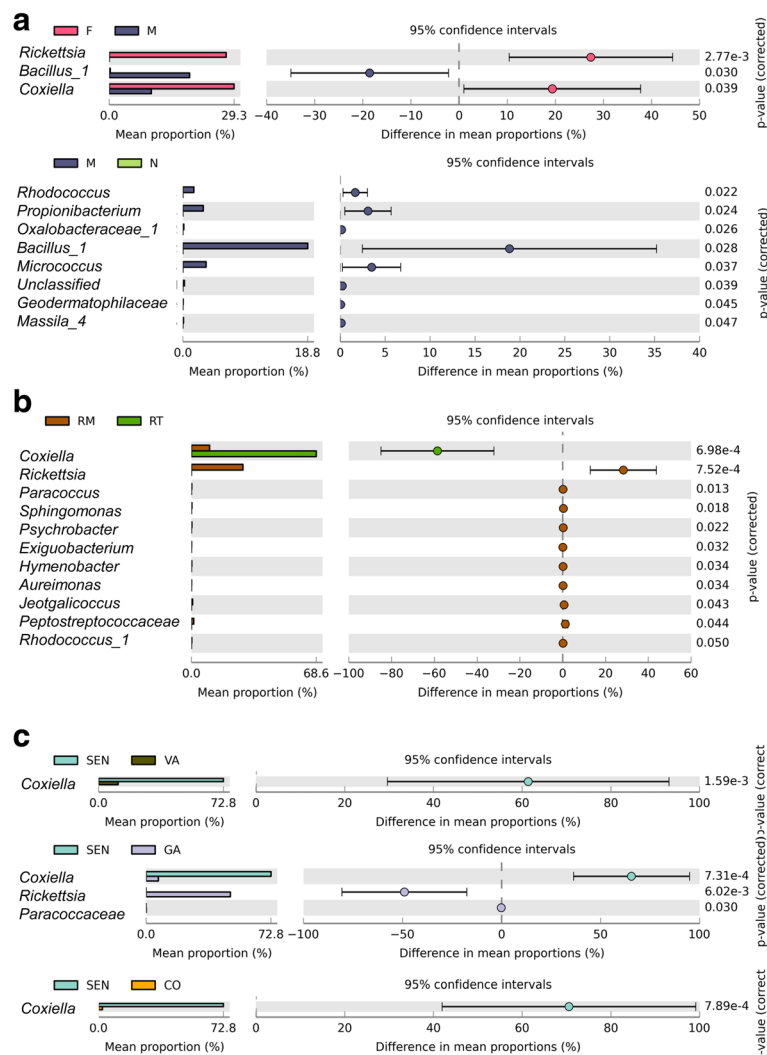 a
F M
95% confidence intervals
Rickettsia 2.77e-3
Bacillus_1 0.030
Coxiella 0.039
p-value (corrected)
0.0 29.3 −40 −30 −20 −10 0 10 20 30 40 50
Mean proportion (%) Difference in mean proportions (%)
M N
95% confidence intervals
Rhodococcus 0.022
Propionibacterium 0.024
Oxalobacteraceae_1 0.026
Bacillus_1 0.028
Micrococcus 0.037
Unclassified 0.039
Geodermatophilaceae 0.045
Massila_4 0.047
p-value (corrected)
0.0 18.8 0 5 10 15 20 25 30 35 40
Mean proportion (%) Difference in mean proportions (%)
b
RM RT
95% confidence intervals
Coxiella 6.98e-4
Rickettsia 7.52e-4
Paracoccus 0.013
Sphingomonas 0.018
Psychrobacter 0.022
Exiguobacterium 0.032
Hymenobacter 0.034
Aureimonas 0.034
Jeotgalicoccus 0.043
Peptostreptococcaceae 0.044
Rhodococcus_1 0.050
p-value (corrected)
0.0 68.6 −100 −80 −60 −40 −20 0 20 40 60
Mean proportion (%) Difference in mean proportions (%)
c
SEN VA
95% confidence intervals
Coxiella 1.59e-3
p-value (correct
0.0 72.8 0 20 40 60 80 100
Mean proportion (%) Difference in mean proportions (%)
SEN GA
95% confidence intervals
Coxiella 7.31e-4
Rickettsia 6.02e-3
Paracoccaceae 0.030
p-value (corrected)
0.0 72.8 −100 −50 0 50 100
Mean proportion (%) Difference in mean proportions (%)
SEN CO
95% confidence intervals
Coxiella 7.89e-4
-value (correct
0.0 72.8 0 20 40 60 80 100
Mean proportion (%) Difference in mean proportions (%)